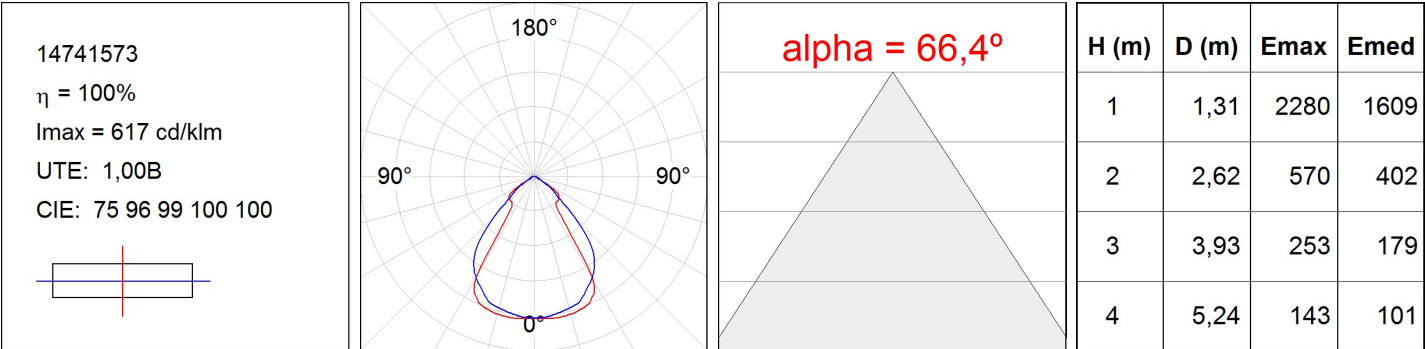 14741573
η = 100%
Imax = 617 cd/klm
UTE: 1,00B
CIE: 75 96 99 100 100
180°
90° 90°
0°
alpha = 66,4º
H (m) D (m) Emax Emed
1 1,31 2280 1609
2 2,62 570 402
3 3,93 253 179
4 5,24 143 101